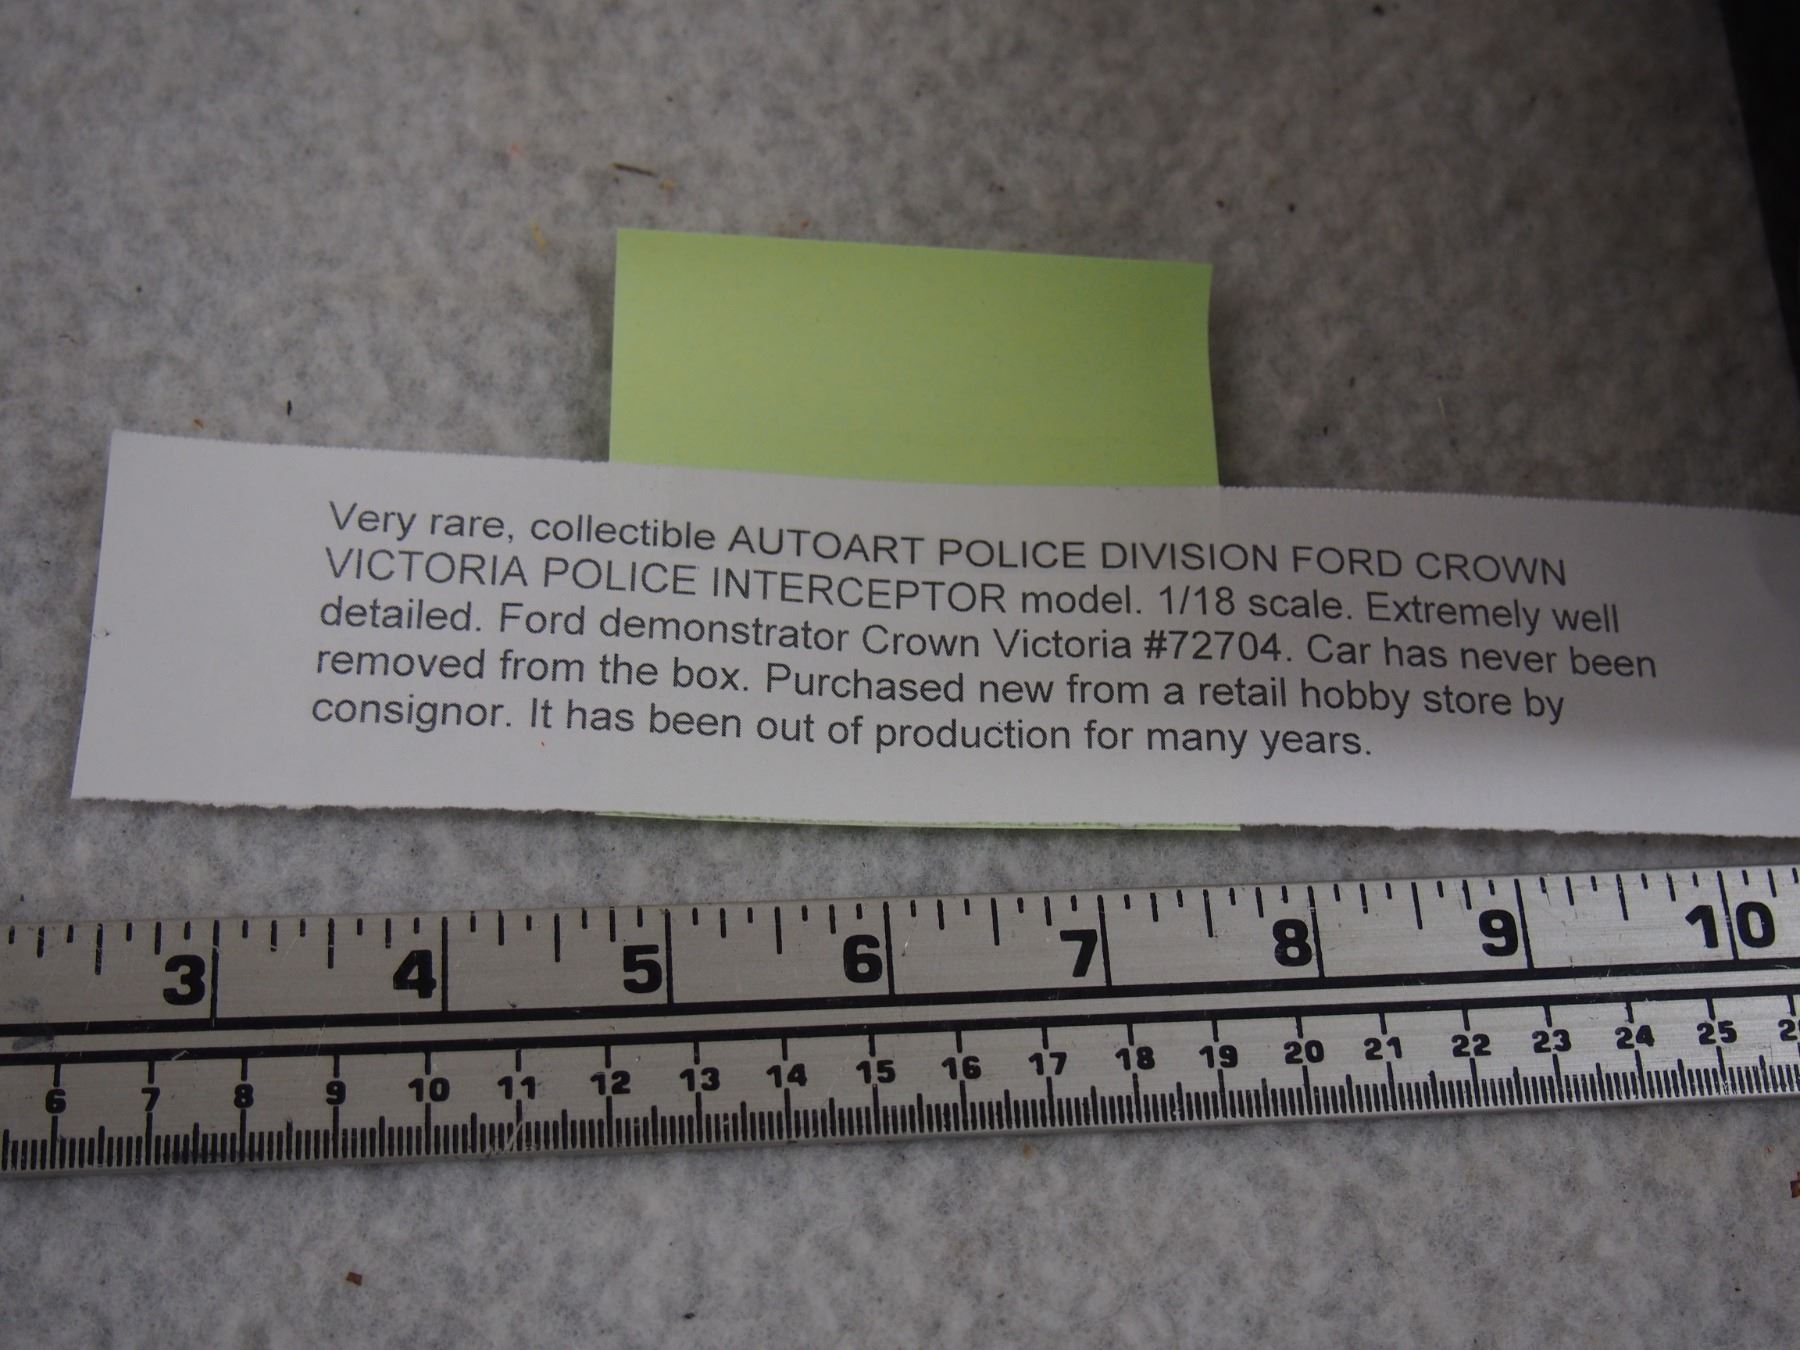 Very rare, collectible AUTOART POLICE DIVISION FORD CROWN
VICTORIA POLICE INTERCEPTOR model. 1/18 scale. Extremely well
detailed. Ford demonstrator Crown Victoria #72704. Car has never been
removed from the box. Purchased new from a retail hobby store by
consignor. It has been out of production for many years.
3 4 5 6 7 8 9 10
6 7 8 9 10 11 12 13 14 15 16 17 18 19 20 21 22 23 24 25